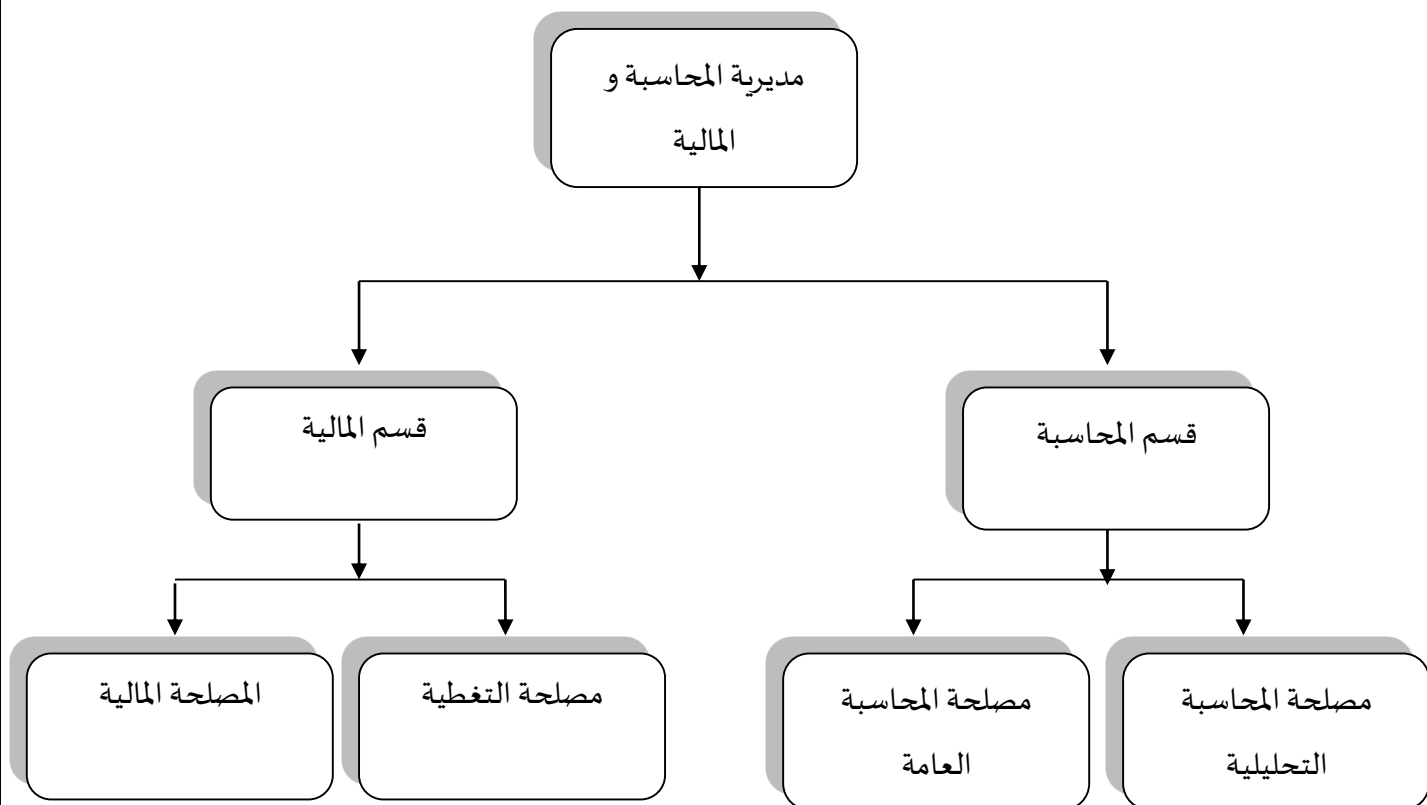 مديرية المحاسبة و
المالية
قسم المحاسبة
قسم المالية
مصلحة المحاسبة
التحليلية
مصلحة المحاسبة
العامة
مصلحة التغطية
المصلحة المالية